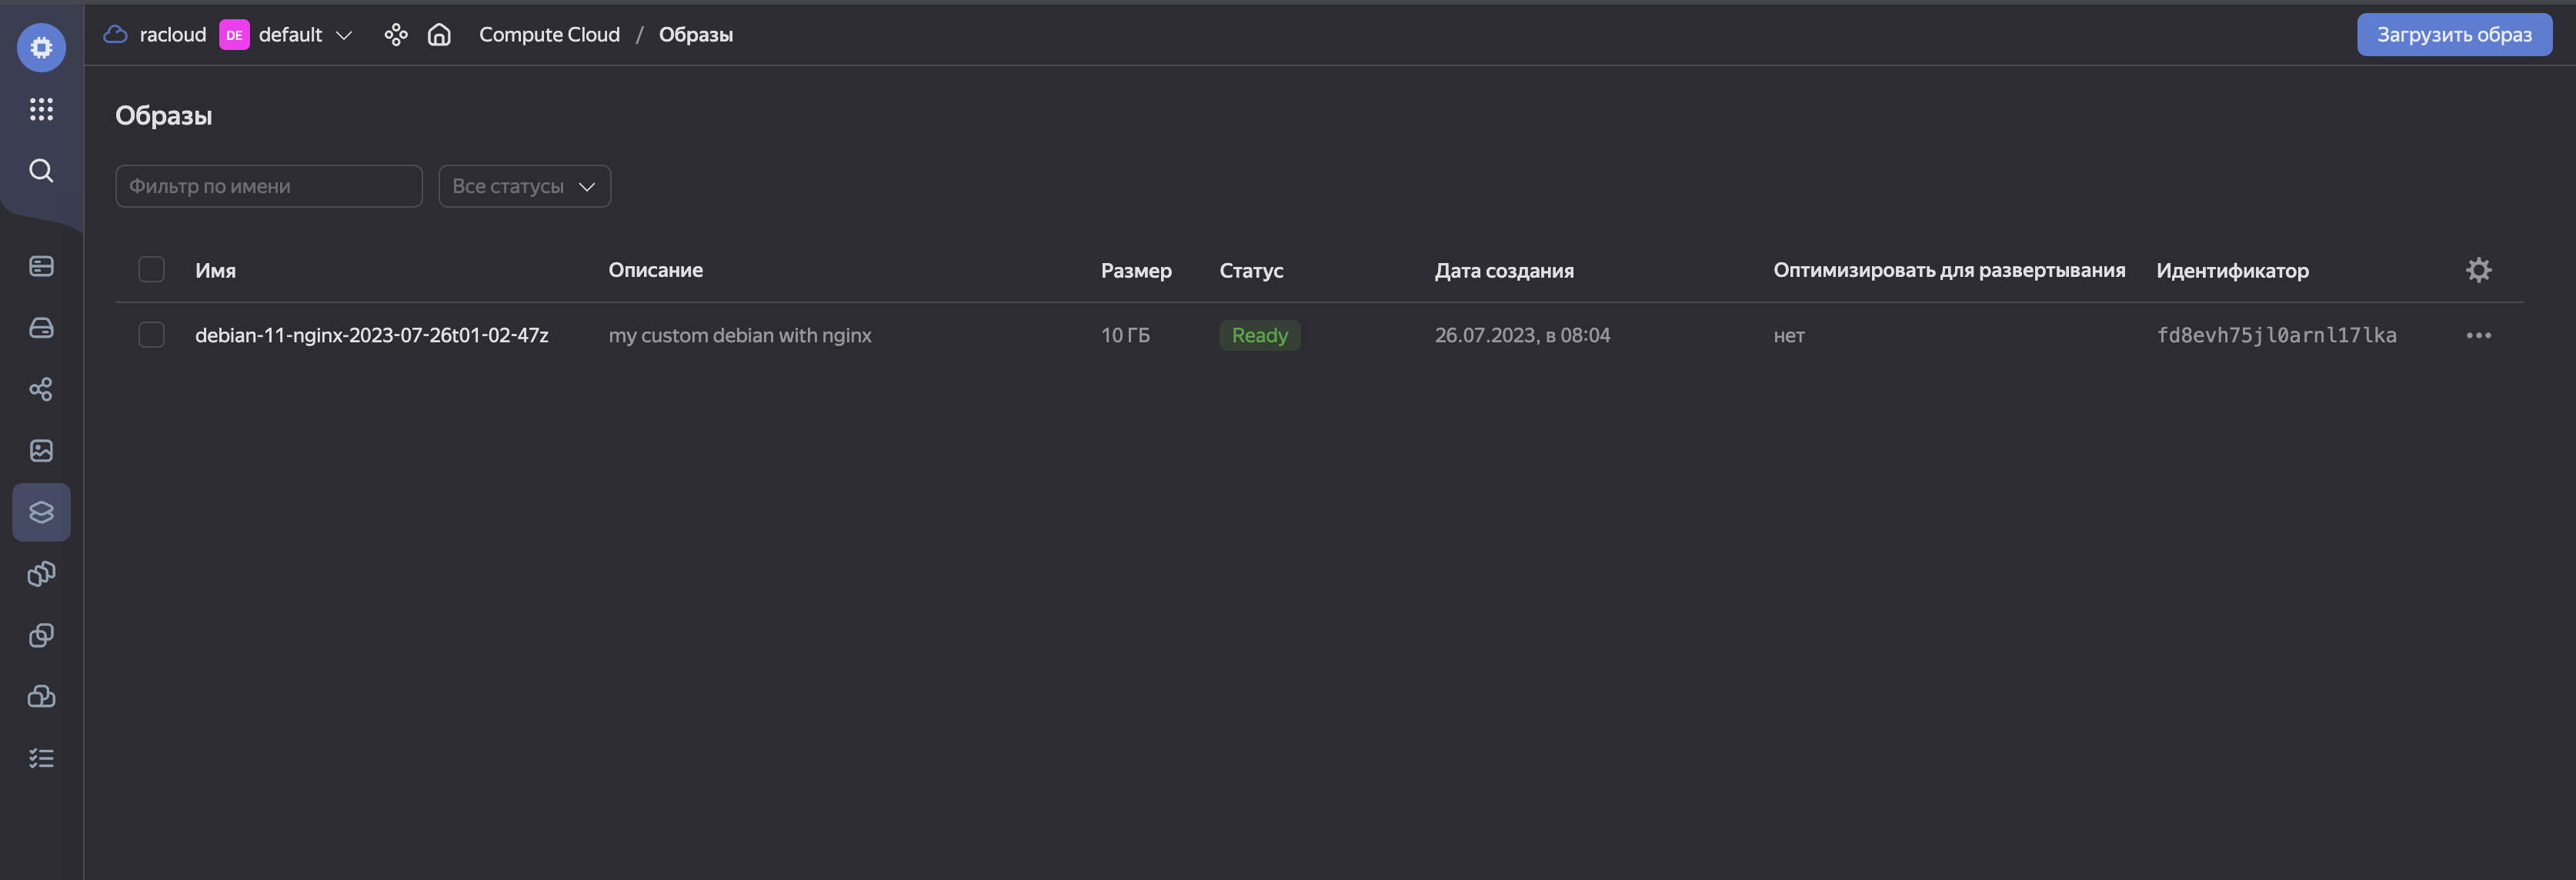 racloud DE default Compute Cloud / Образы Загрузить образ
Образы
Фильтр по имени Все статусы
Имя Описание Размер Статус Дата создания Оптимизировать для развертывания Идентификатор
debian-11-nginx-2023-07-26t01-02-47z my custom debian with nginx 10 ГБ Ready 26.07.2023, в 08:04 нет fd8evh75jl0arnl17lka